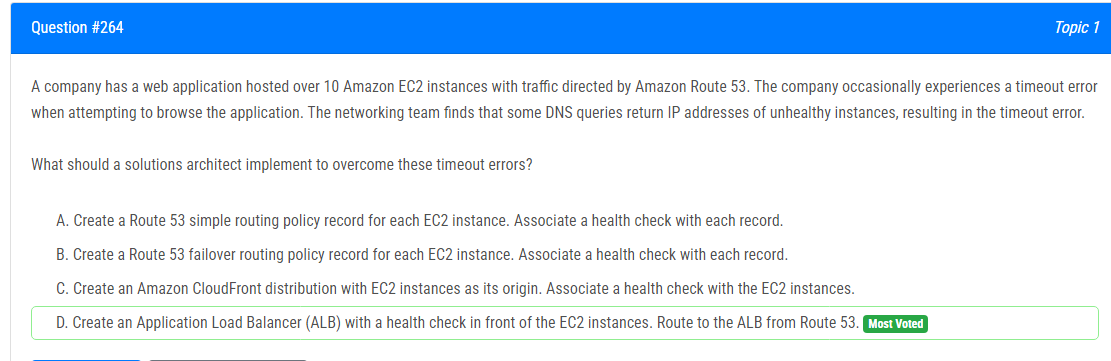 Question #264
Topic 1
A company has a web application hosted over 10 Amazon EC2 instances with traffic directed by Amazon Route 53. The company occasionally experiences a timeout error
when attempting to browse the application. The networking team finds that some DNS queries return IP addresses of unhealthy instances, resulting in the timeout error.
What should a solutions architect implement to overcome these timeout errors?
A. Create a Route 53 simple routing policy record for each EC2 instance. Associate a health check with each record.
B. Create a Route 53 failover routing policy record for each EC2 instance. Associate a health check with each record.
C. Create an Amazon CloudFront distribution with EC2 instances as its origin. Associate a health check with the EC2 instances.
D. Create an Application Load Balancer (ALB) with a health check in front of the EC2 instances. Route to the ALB from Route 53. Most Voted